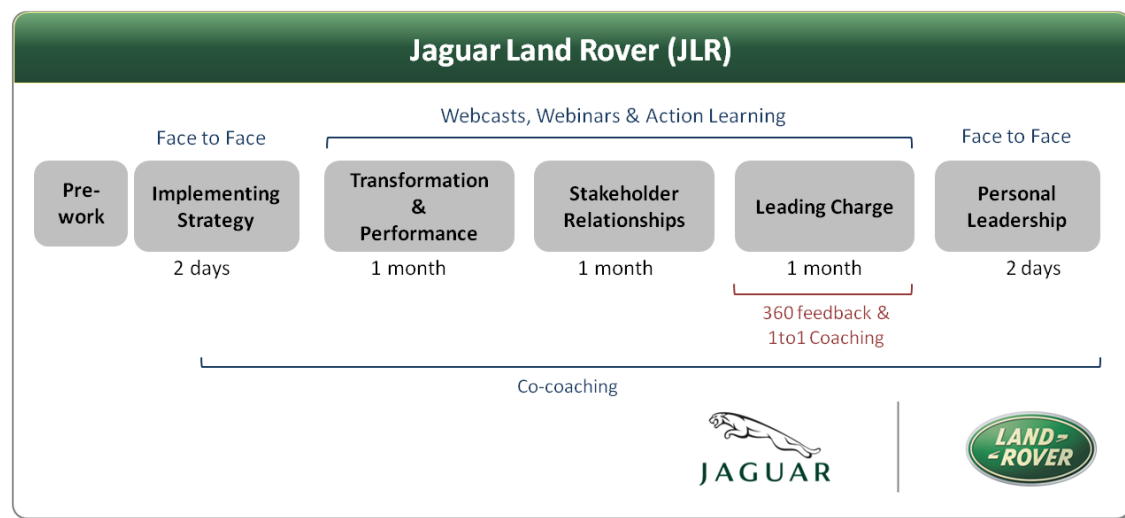 Jaguar Land Rover (JLR)
Webcasts, Webinars & Action Learning
Face to Face
Face to Face
Pre-
work
Implementing
Strategy
Transformation
&
Performance
Stakeholder
Relationships
Leading Charge
Personal
Leadership
2 days
1 month
1 month
1 month
2 days
360 feedback &
1to1 Coaching
Co-coaching
JAGUAR
LAND-
-ROVER